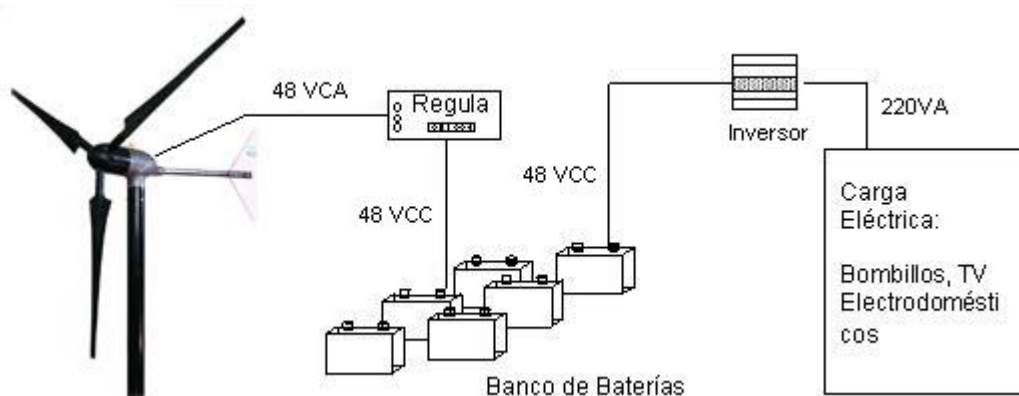 48 VCA
Regula
48 VCC
Banco de Baterías
48 VCC
Inversor
220VA
Carga
Eléctrica:
Bombillos, TV
Electrodomésti
cos